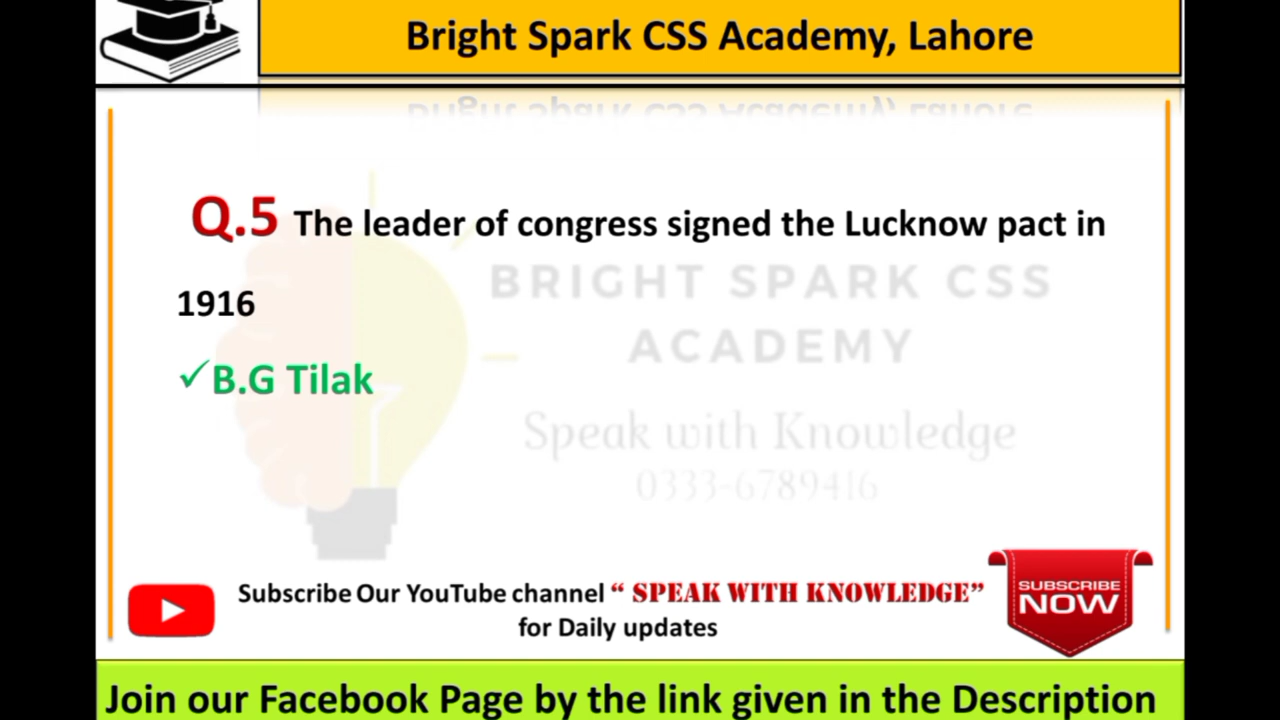 Bright Spark CSS Academy, Lahore
Q.5 The leader of congress signed the Lucknow pact in
1916
✓B.G Tilak
BRIGHT SPARK CSS
ACADEMY
Speak with Knowledge
0333-6789416
Subscribe Our YouTube channel “ SPEAK WITH KNOWLEDGE”
for Daily updates
SUBSCRIBE
NOW
Join our Facebook Page by the link given in the Description